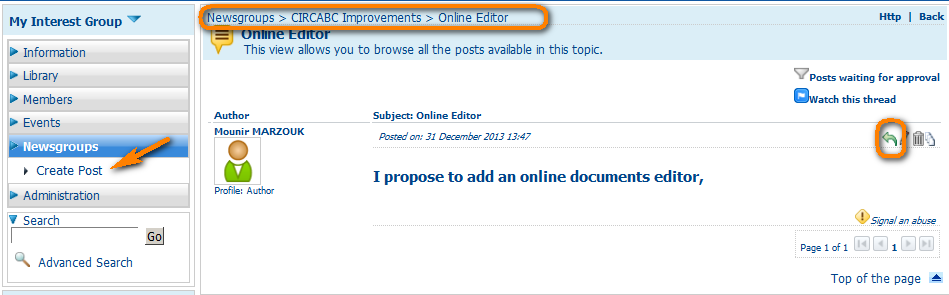 My Interest Group
Information
Library
Members
Events
Newsgroups
Create Post
Administration
Search
Go
Advanced Search
Newsgroups > CIRCABC Improvements > Online Editor
Http | Back
Online Editor
This view allows you to browse all the posts available in this topic.
Posts waiting for approval
Watch this thread
Author
Subject: Online Editor
Mounir MARZOUK
Posted on: 31 December 2013 13:47
Profile: Author
I propose to add an online documents editor,
Signal an abuse
Page 1 of 1 1
Top of the page